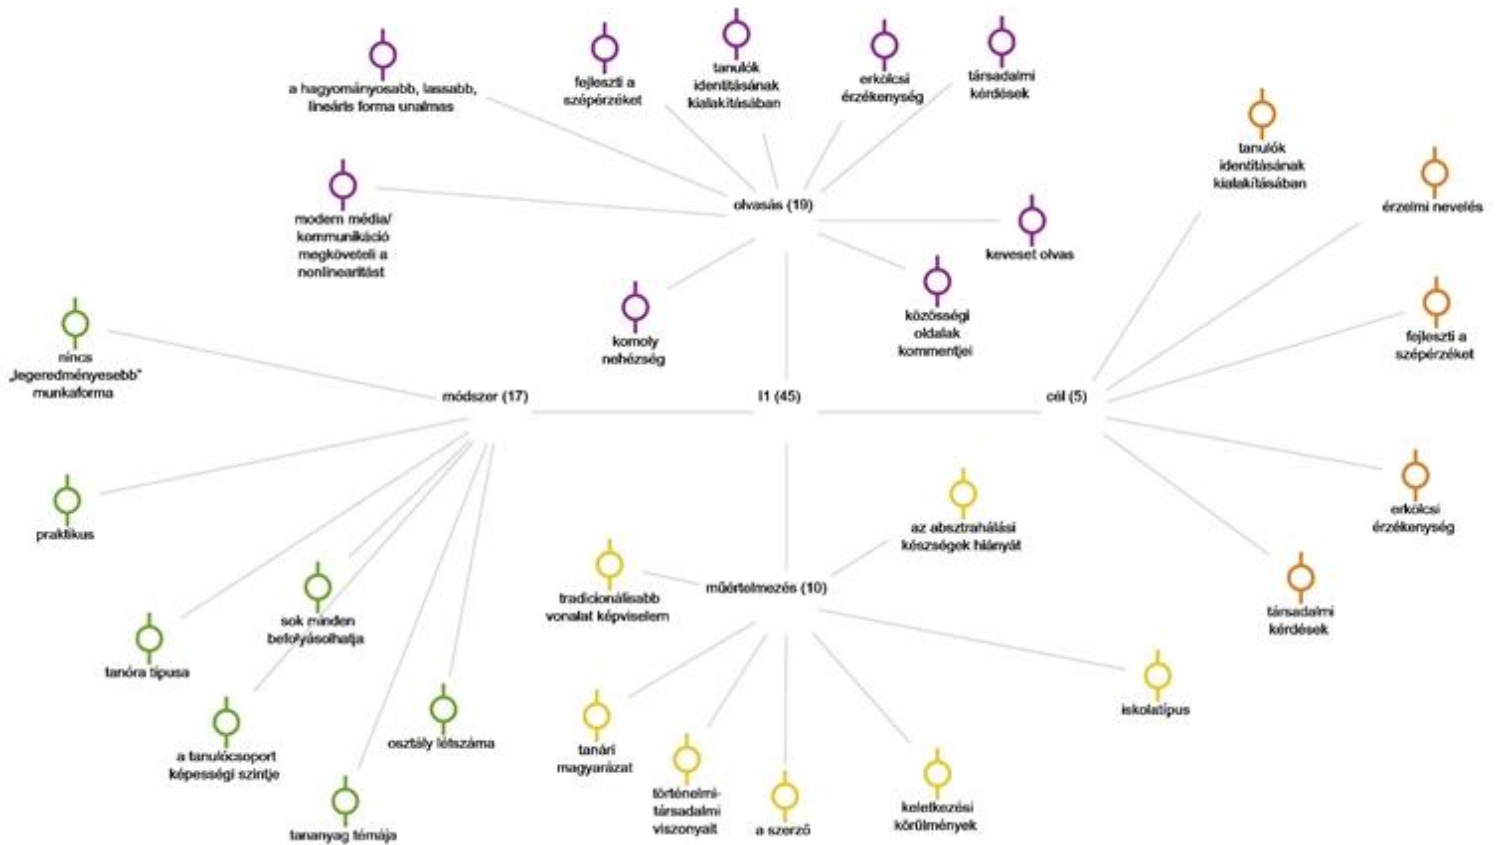 a hagyományosabb, lassabb,
lineáris forma unalmas
fejleszti a
szépérzéket
tanulók
identitásának
kialakításában
erkölcsi
érzékenység
társadalmi
kérdések
modern média/
kommunikáció
megköveteli a
nonlinearitást
olvasás (19)
keveset olvas
közösségi
oldalak
kommentjei
komoly
nehézség
tanulók
identitásának
kialakításában
érzelmi nevelés
fejleszti a
szépérzéket
nincs
„legeredményesebb”
munkaforma
módszer (17)
I1 (45)
cél (5)
erkölcsi
érzékenység
társadalmi
kérdések
praktikus
sok minden
befolyásolhatja
tanóra típusa
a tanulócsoport
képességi szintje
osztály létszáma
tananyag témája
az absztrahálási
készségek hiányát
műértelmezés (10)
tradicionálisabb
vonalat képviselem
iskolatípus
tanári
magyarázat
történelmi-
társadalmi
viszonyait
a szerző
keletkezési
körülmények